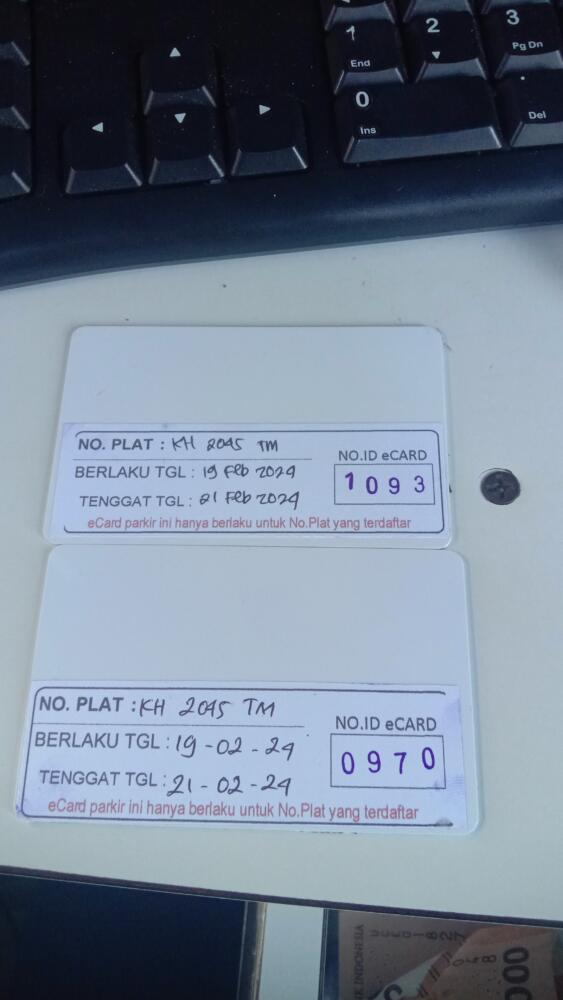 1
End
2
3
Pg Dn
0
Ins
.
Del
NO. PLAT : KH 2045 TM
BERLAKU TGL : 19 Feb 2024
TENGGAT TGL : 21 Feb 2024
NO.ID eCARD
1093
eCard parkir ini hanya berlaku untuk No.Plat yang terdaftar
NO. PLAT : KH 2045 TM
BERLAKU TGL : 19 - 02 - 24
TENGGAT TGL : 21 - 02 - 24
NO.ID eCARD
0970
eCard parkir ini hanya berlaku untuk No.Plat yang terdaftar
INDONESIA